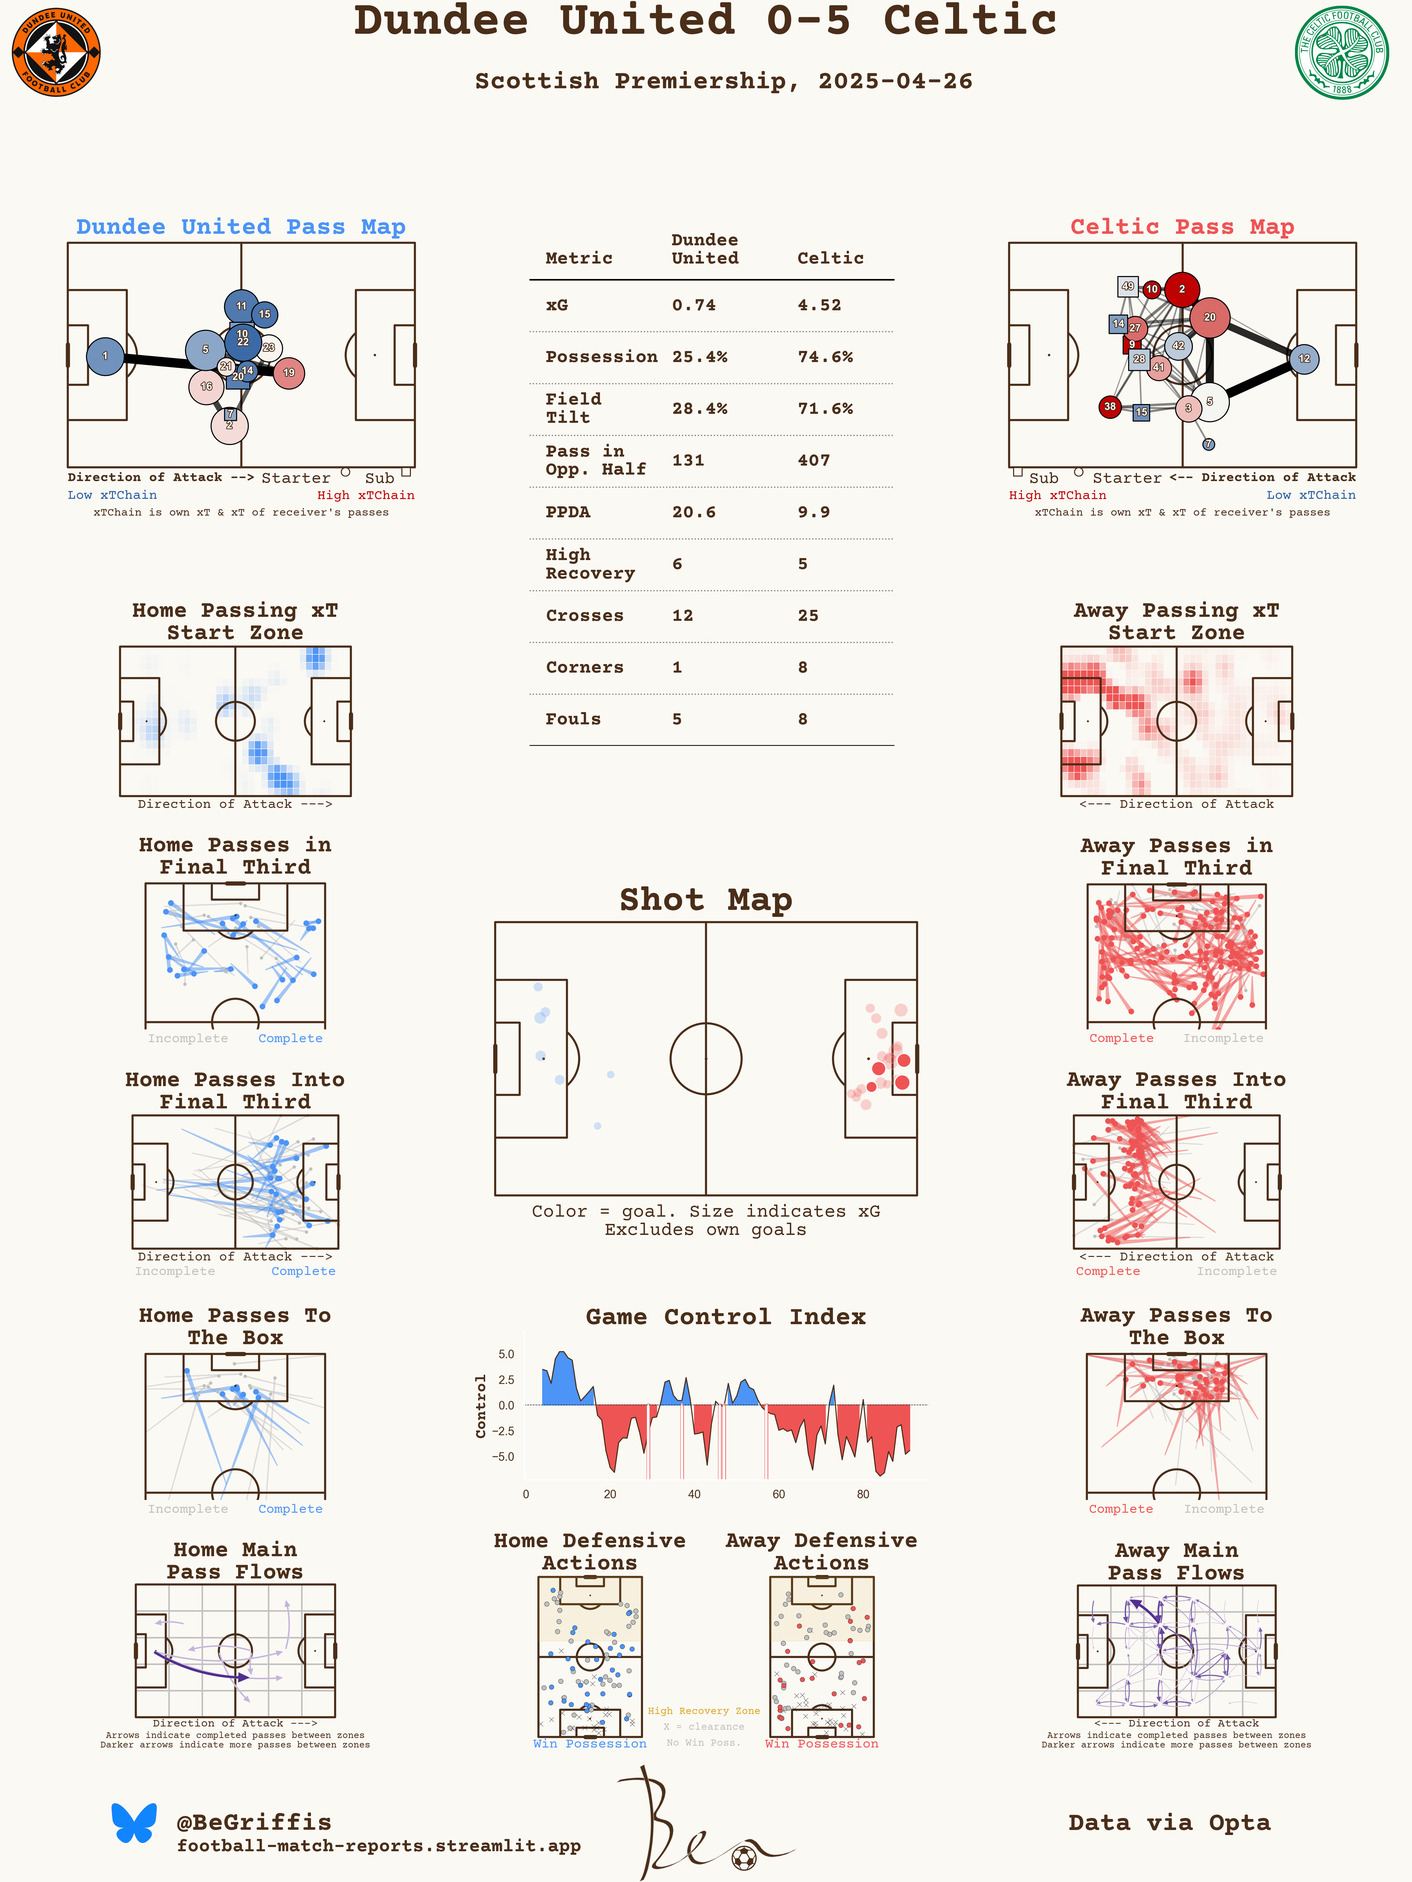 Dundee United 0-5 Celtic
Scottish Premiership, 2025-04-26
DUNDEE UNITED
FOOTBALL CLUB
THE CELTIC FOOTBALL CLUB
1888
Dundee United Pass Map
11
15
10
22
23
5
1
21
14
20
19
16
7
2
Direction of Attack --> Starter Sub
Low xTChain High xTChain
xTChain is own xT & xT of receiver's passes
Metric Dundee United Celtic
xG 0.74 4.52
Possession 25.4% 74.6%
Field Tilt 28.4% 71.6%
Pass in Opp. Half 131 407
PPDA 20.6 9.9
High Recovery 6 5
Crosses 12 25
Corners 1 8
Fouls 5 8
Celtic Pass Map
49
10
2
14
27
20
9
42
28
41
12
38
15
3
5
7
Sub Starter <-- Direction of Attack
High xTChain Low xTChain
xTChain is own xT & xT of receiver's passes
Home Passing xT
Start Zone
Direction of Attack --->
Away Passing xT
Start Zone
<--- Direction of Attack
Home Passes in
Final Third
Incomplete Complete
Away Passes in
Final Third
Complete Incomplete
Shot Map
Color = goal. Size indicates xG
Excludes own goals
Home Passes Into
Final Third
Direction of Attack --->
Incomplete Complete
Away Passes Into
Final Third
<--- Direction of Attack
Complete Incomplete
Home Passes To
The Box
Incomplete Complete
Game Control Index
Control
5.0
2.5
0.0
−2.5
−5.0
0 20 40 60 80
Away Passes To
The Box
Complete Incomplete
Home Main
Pass Flows
Direction of Attack --->
Arrows indicate completed passes between zones
Darker arrows indicate more passes between zones
Home Defensive
Actions
Win Possession
High Recovery Zone
X = clearance
No Win Poss.
Away Defensive
Actions
Win Possession
Away Main
Pass Flows
<--- Direction of Attack
Arrows indicate completed passes between zones
Darker arrows indicate more passes between zones
@BeGriffis
football-match-reports.streamlit.app
Ben
Data via Opta